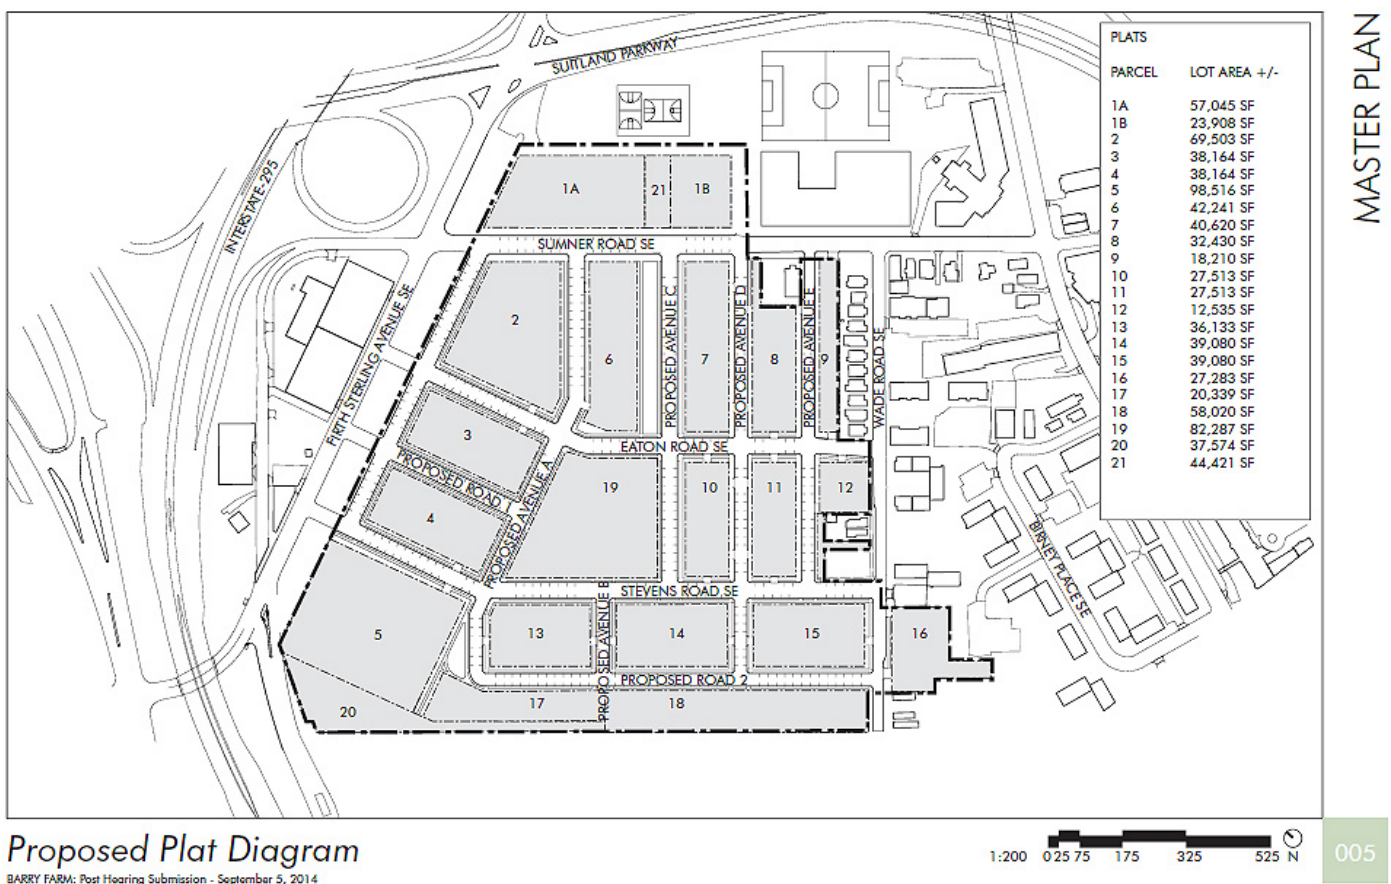 MASTER PLAN
PLATS
PARCEL LOT AREA +/-
1A 57,045 SF
1B 23,908 SF
2 69,503 SF
3 38,164 SF
4 38,164 SF
5 98,516 SF
6 42,241 SF
7 40,620 SF
8 32,430 SF
9 18,210 SF
10 27,513 SF
11 27,513 SF
12 12,535 SF
13 36,133 SF
14 39,080 SF
15 39,080 SF
16 27,283 SF
17 20,339 SF
18 58,020 SF
19 82,287 SF
20 37,574 SF
21 44,421 SF
SUITLAND PARKWAY
INTERSTATE-295
1A
21
1B
SUMNER ROAD SE
FIRTH STERLING AVENUE SE
2
6
PROPOSED AVENUE C
7
PROPOSED AVENUE D
8
PROPOSED AVENUE E
9
WADE ROAD SE
3
EATON ROAD SE
PROPOSED ROAD 1
PROPOSED AVENUE A
4
19
10
11
12
BIRNEY PLACE SE
STEVENS ROAD SE
5
13
PROPOSED AVENUE B
14
15
16
PROPOSED ROAD 2
20
17
18
Proposed Plat Diagram
BARRY FARM: Post Hearing Submission - September 5, 2014
1:200 0 25 75 175 325 525 N
005